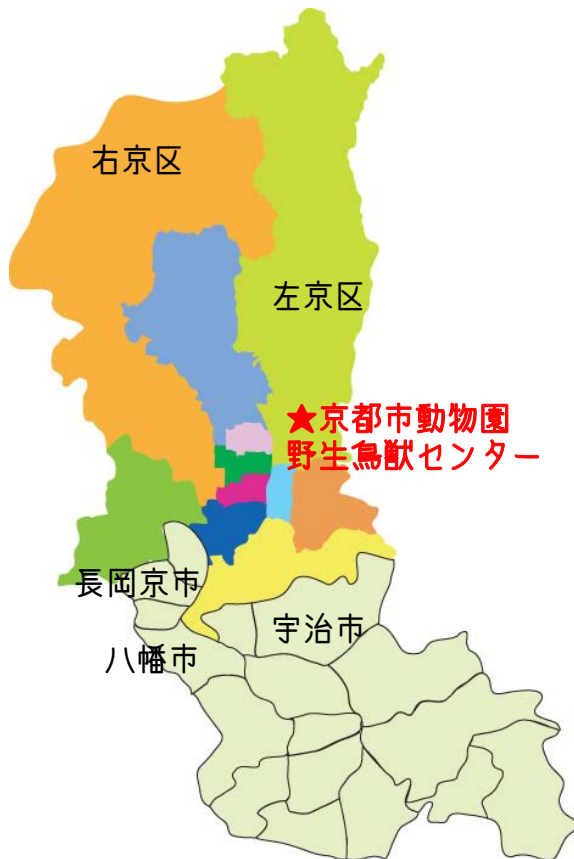 右京区
左京区
★京都市動物園
野生鳥獣センター
長岡京市
宇治市
八幡市